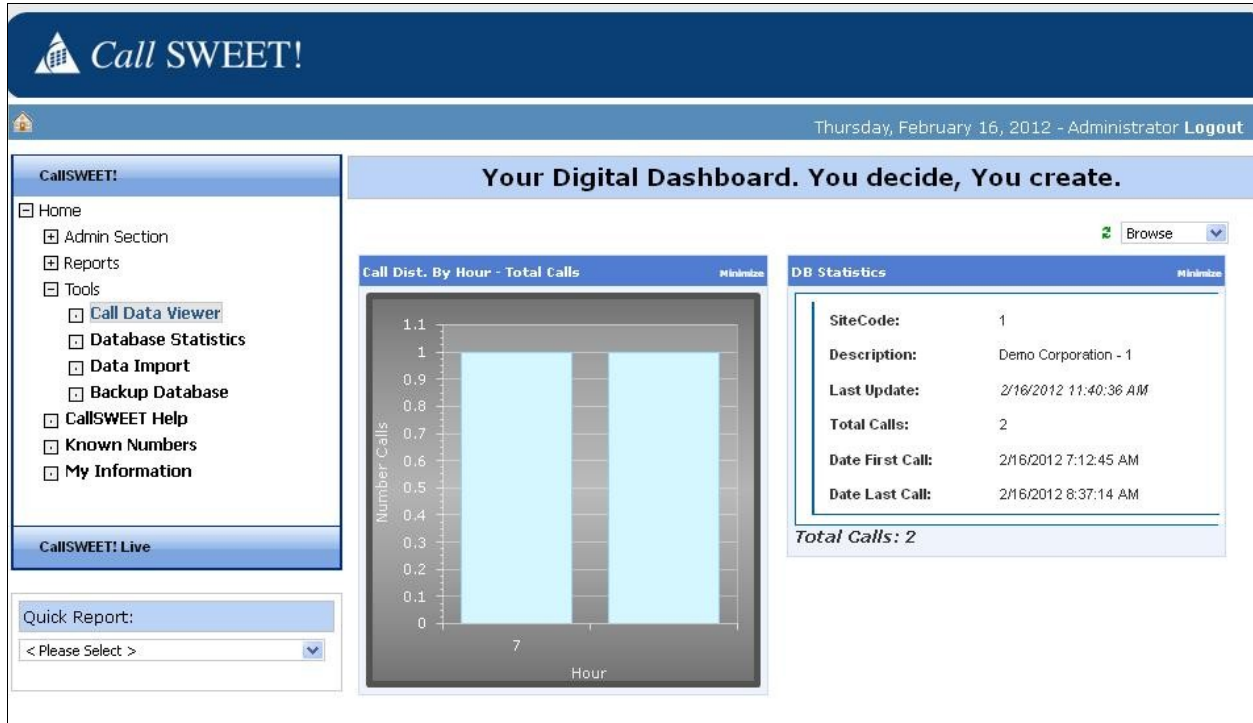 Call SWEET!
Thursday, February 16, 2012 - Administrator Logout
CallSWEET!
Home
Admin Section
Reports
Tools
Call Data Viewer
Database Statistics
Data Import
Backup Database
CallSWEET Help
Known Numbers
My Information
CallSWEET! Live
Quick Report:
< Please Select >
Your Digital Dashboard. You decide, You create.
Browse
Call Dist. By Hour - Total Calls Minimize
1.1
1
0.9
0.8
0.7
0.6
0.5
0.4
0.3
0.2
0.1
0
Number Calls
7
Hour
DB Statistics Minimize
SiteCode: 1
Description: Demo Corporation - 1
Last Update: 2/16/2012 11:40:36 AM
Total Calls: 2
Date First Call: 2/16/2012 7:12:45 AM
Date Last Call: 2/16/2012 8:37:14 AM
Total Calls: 2